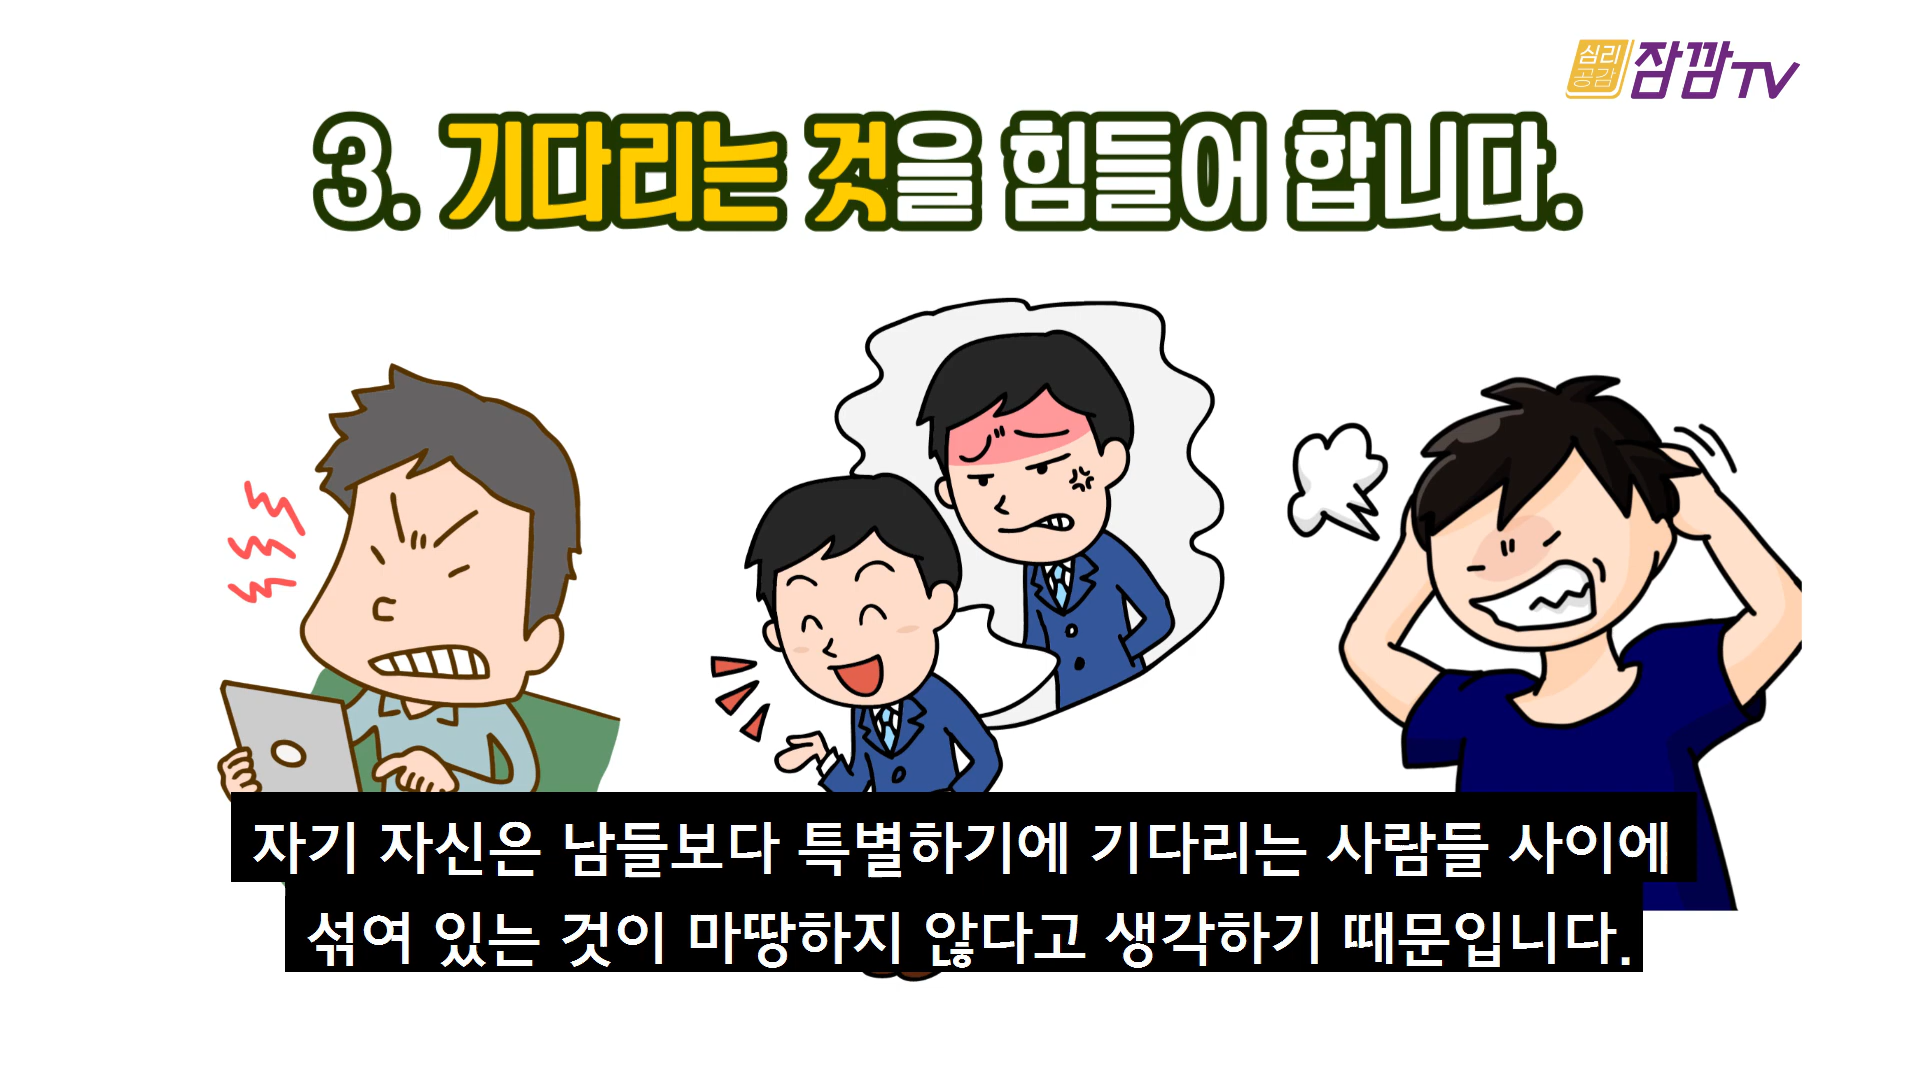 심리
공감
잠깜TV
3. 기다리는 것을 힘들어 합니다.
자기 자신은 남들보다 특별하기에 기다리는 사람들 사이에
섞여 있는 것이 마땅하지 않다고 생각하기 때문입니다.